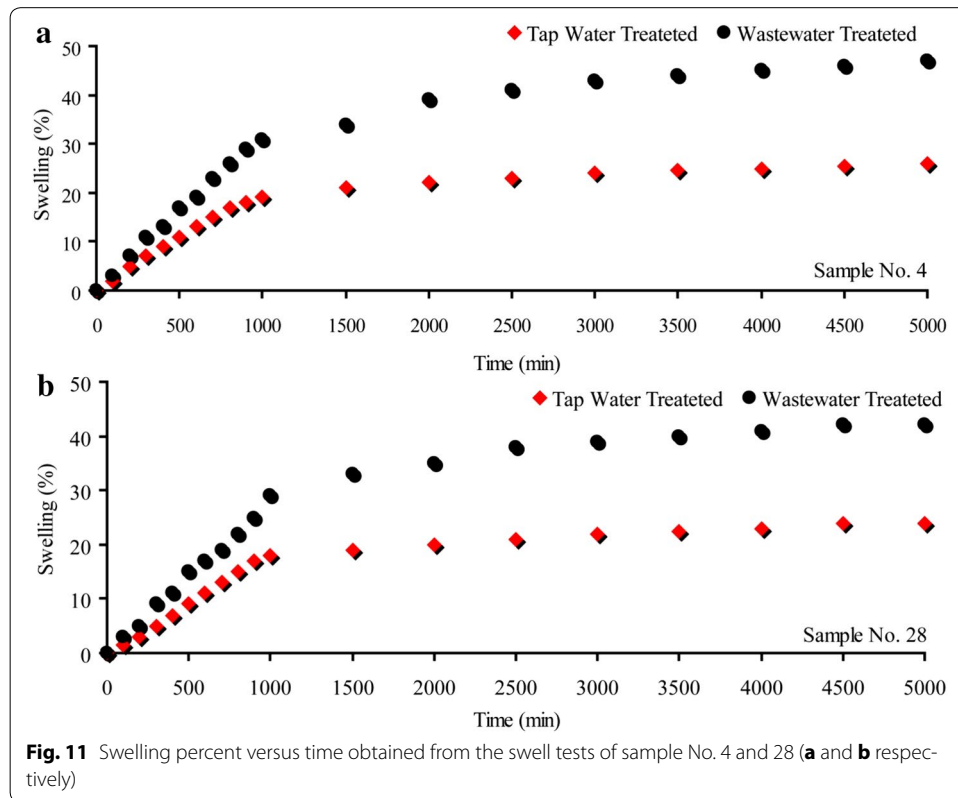 a
Tap Water Treateted Wastewater Treateted
50
40
30
20
10
0
Swelling (%)
Sample No. 4
0 500 1000 1500 2000 2500 3000 3500 4000 4500 5000
Time (min)
b
Tap Water Treateted Wastewater Treateted
50
40
30
20
10
0
Swelling (%)
Sample No. 28
0 500 1000 1500 2000 2500 3000 3500 4000 4500 5000
Time (min)
Fig. 11 Swelling percent versus time obtained from the swell tests of sample No. 4 and 28 (a and b respec-
tively)